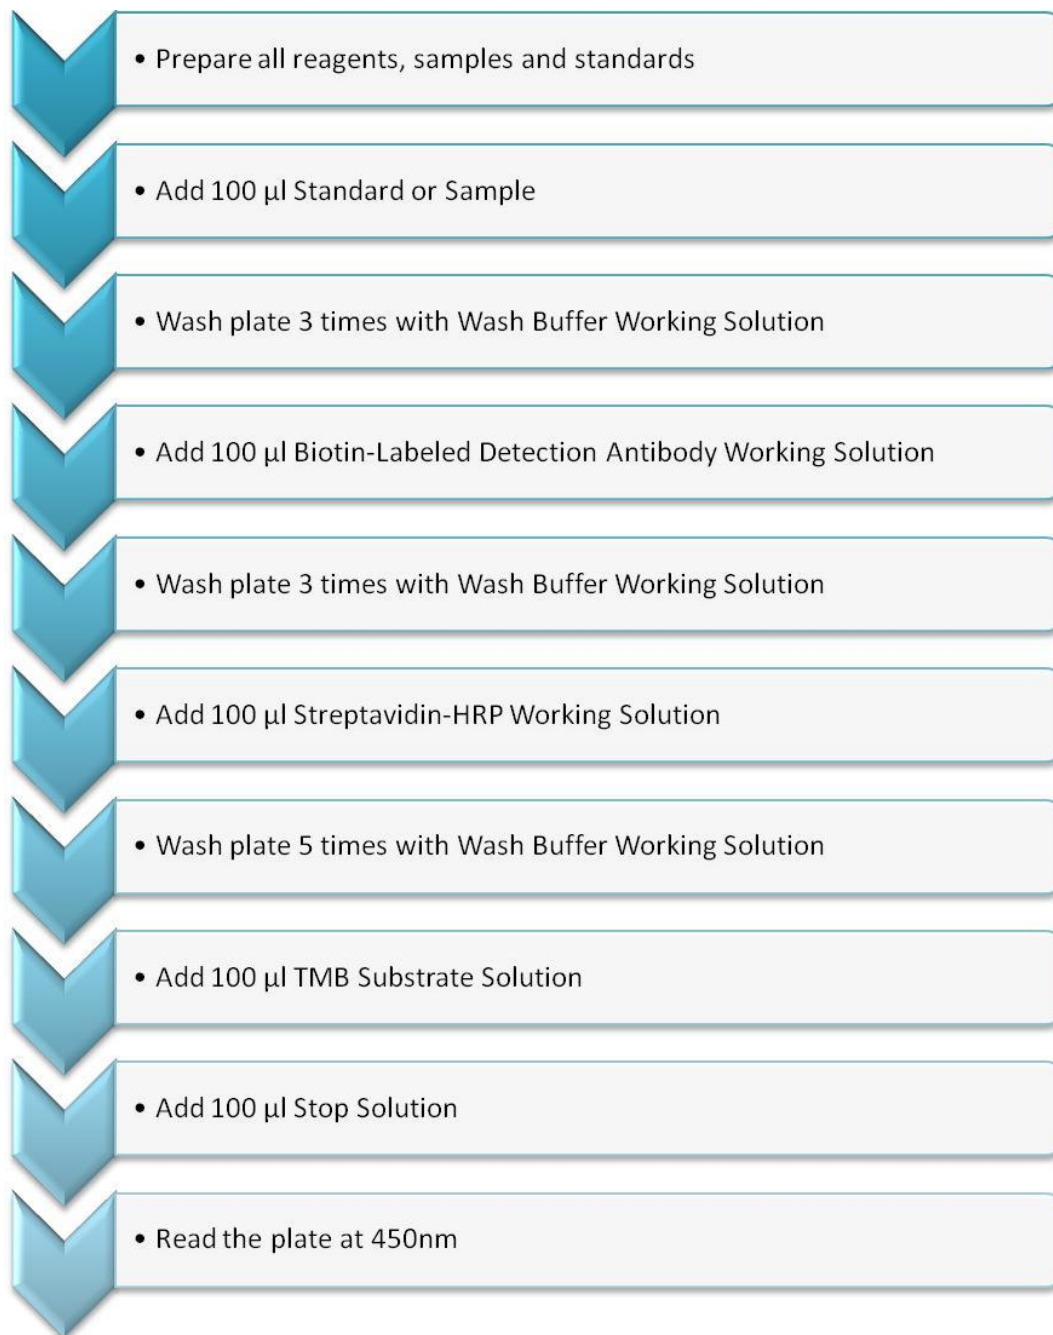 • Prepare all reagents, samples and standards
• Add 100 µl Standard or Sample
• Wash plate 3 times with Wash Buffer Working Solution
• Add 100 µl Biotin-Labeled Detection Antibody Working Solution
• Wash plate 3 times with Wash Buffer Working Solution
• Add 100 µl Streptavidin-HRP Working Solution
• Wash plate 5 times with Wash Buffer Working Solution
• Add 100 µl TMB Substrate Solution
• Add 100 µl Stop Solution
• Read the plate at 450nm